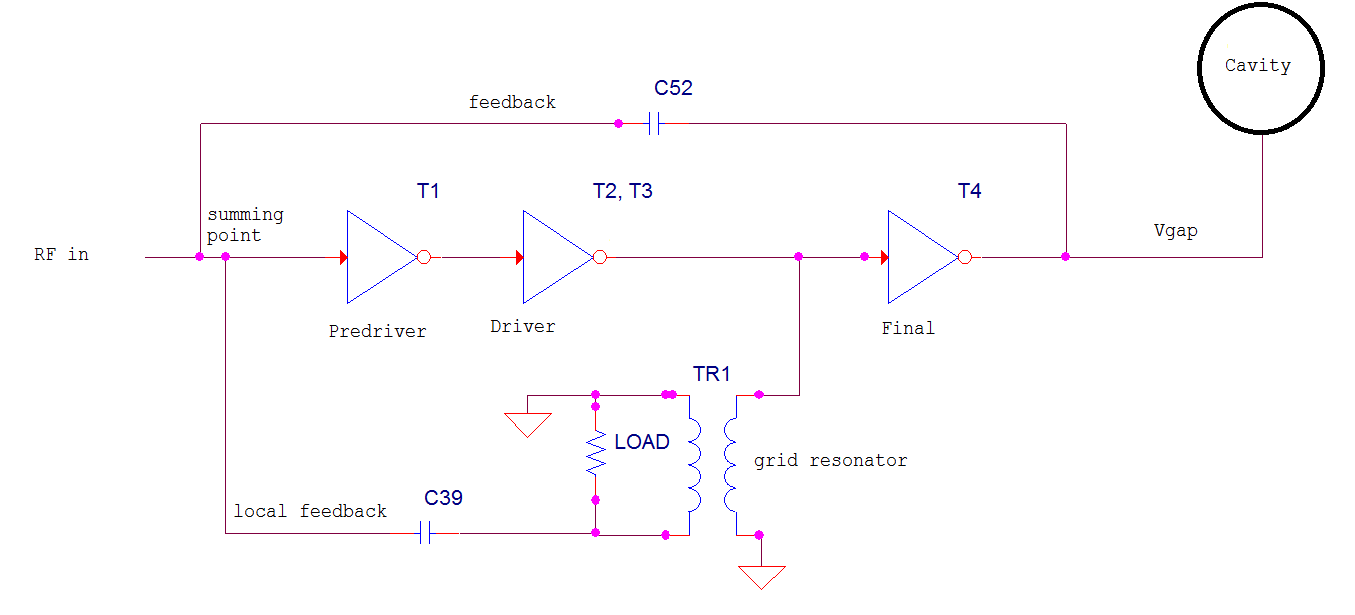 Cavity
C52
feedback
T1
T2, T3
T4
summing
point
Vgap
RF in
Predriver
Driver
Final
TR1
LOAD
grid resonator
C39
local feedback